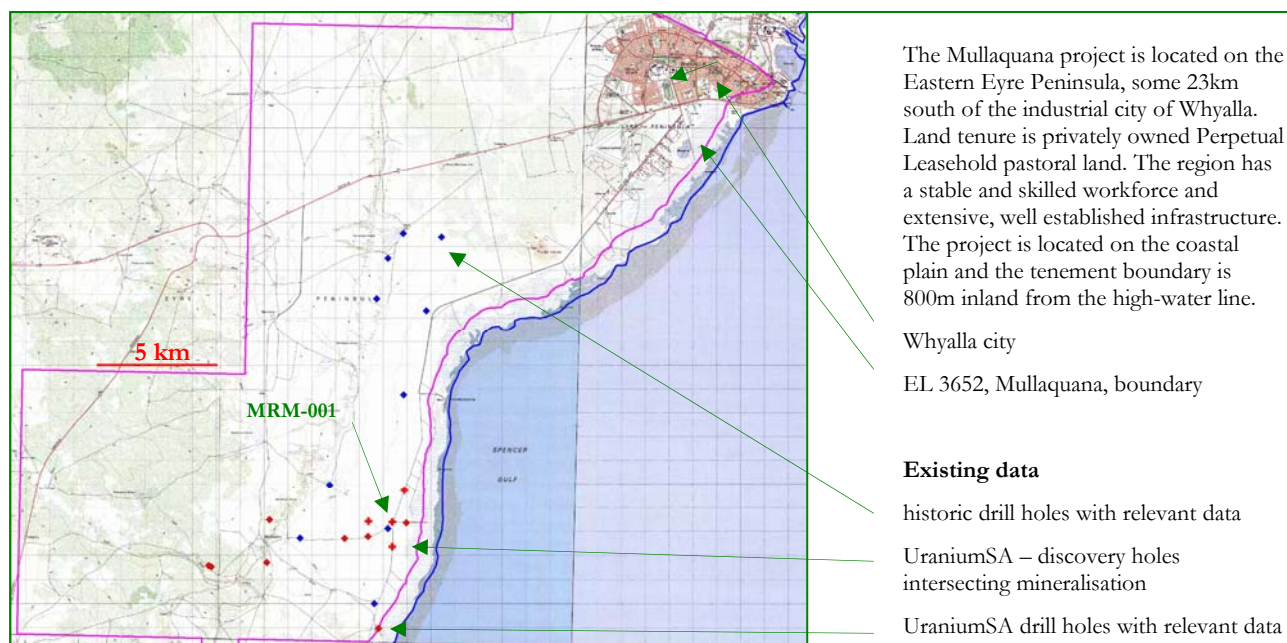 The Mullaquana project is located on the
Eastern Eyre Peninsula, some 23km
south of the industrial city of Whyalla.
Land tenure is privately owned Perpetual
Leasehold pastoral land. The region has
a stable and skilled workforce and
extensive, well established infrastructure.
The project is located on the coastal
plain and the tenement boundary is
800m inland from the high-water line.
Whyalla city
EL 3652, Mullaquana, boundary
Existing data
historic drill holes with relevant data
UraniumSA – discovery holes
intersecting mineralisation
UraniumSA drill holes with relevant data
5 km
MRM-001
EYRE
PENINSULA
SPENCER
GULF